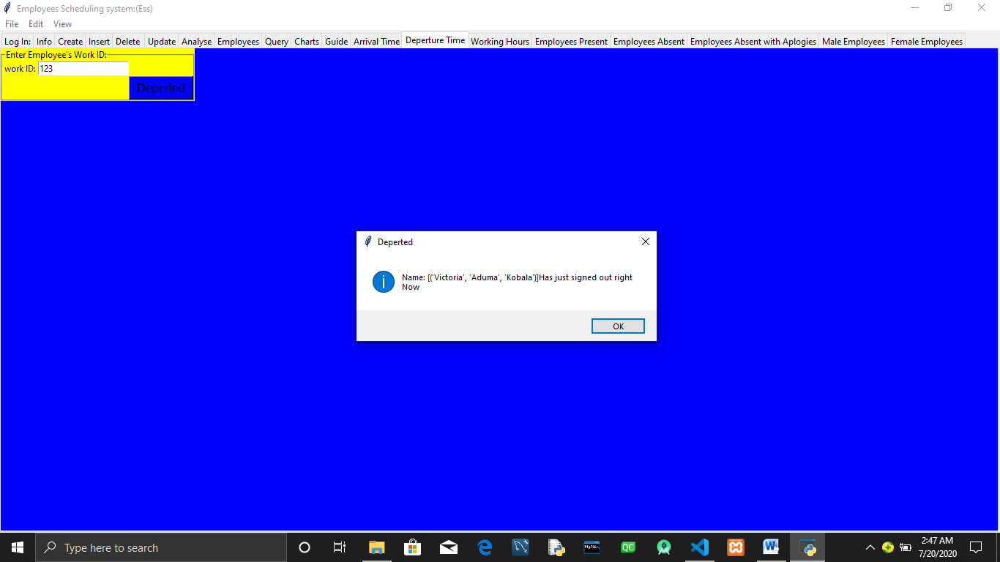 Employees Scheduling system:(Ess)
File Edit View
Log In: Info Create Insert Delete Update Analyse Employees Query Charts Guide Arrival Time Deperture Time Working Hours Employees Present Employees Absent Employees Absent with Aplogies Male Employees Female Employees
Enter Employee's Work ID:
work ID: 123
Deperted
Deperted
Name: [('Victoria', 'Aduma', 'Kobala')]Has just signed out right
Now
OK
Type here to search
QC
W
2:47 AM
7/20/2020